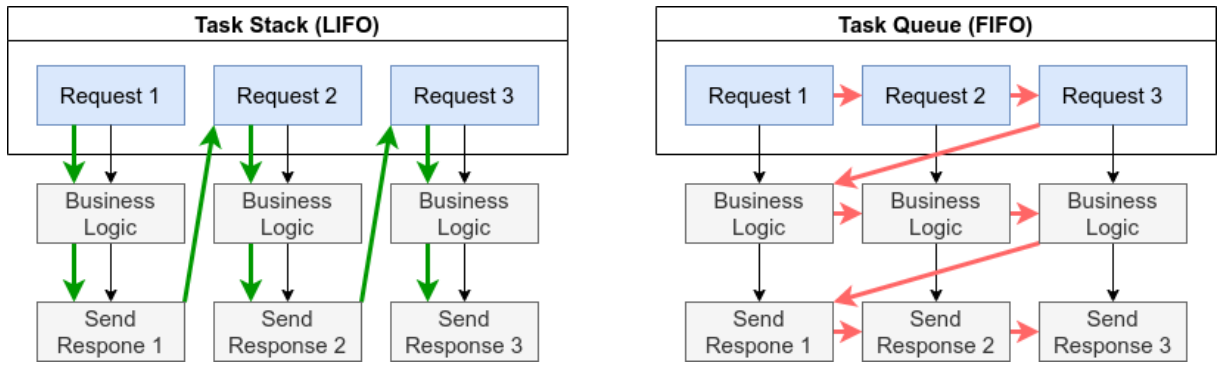 Task Stack (LIFO)
Request 1
Request 2
Request 3
Business
Logic
Business
Logic
Business
Logic
Send
Respone 1
Send
Response 2
Send
Response 3
Task Queue (FIFO)
Request 1
Request 2
Request 3
Business
Logic
Business
Logic
Business
Logic
Send
Respone 1
Send
Response 2
Send
Response 3